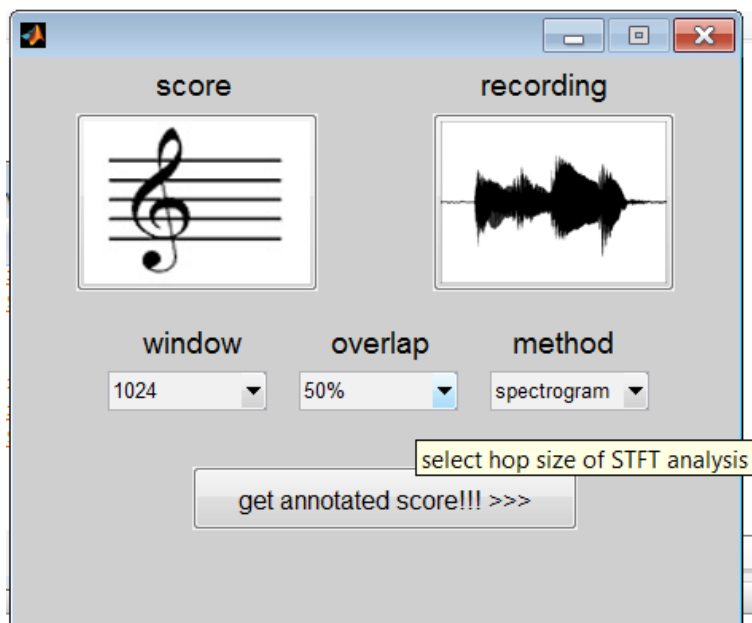 score
recording
window
overlap
method
1024
50%
spectrogram
select hop size of STFT analysis
get annotated score!!! >>>